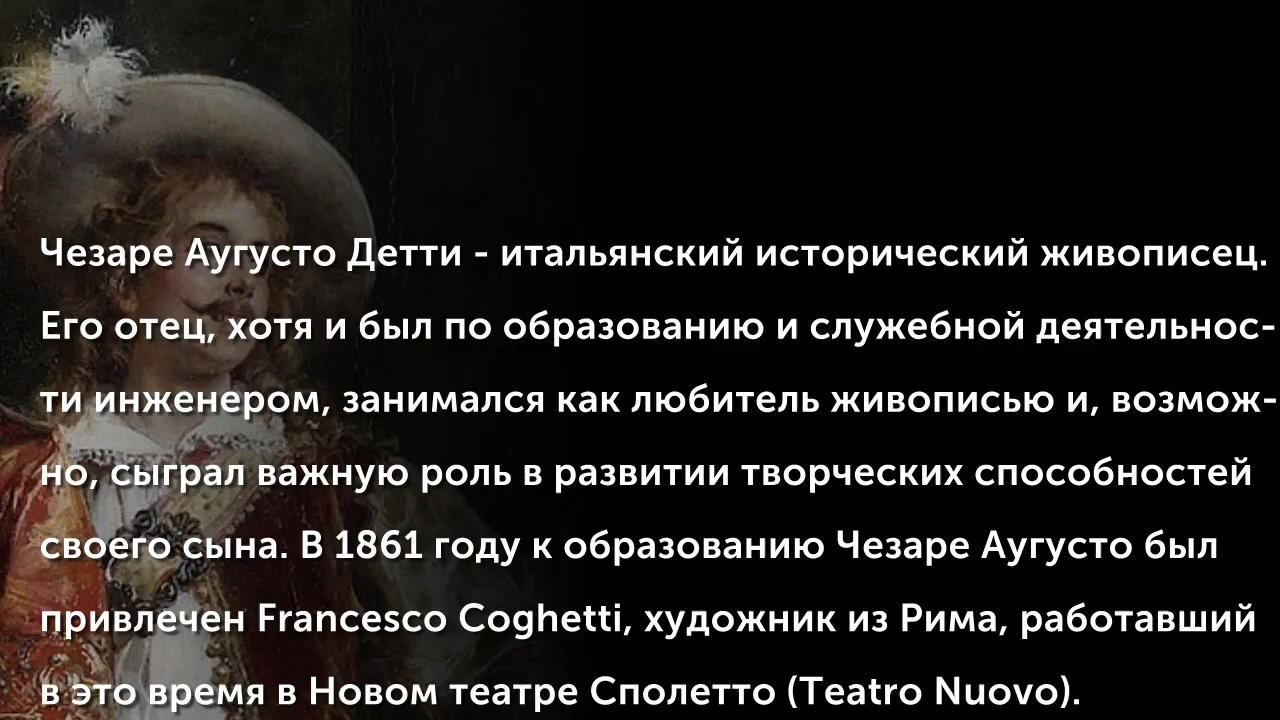 Чезаре Аугусто Детти - итальянский исторический живописец.
Его отец, хотя и был по образованию и служебной деятельнос-
ти инженером, занимался как любитель живописью и, возмож-
но, сыграл важную роль в развитии творческих способностей
своего сына. В 1861 году к образованию Чезаре Аугусто был
привлечен Francesco Coghetti, художник из Рима, работавший
в это время в Новом театре Сполетто (Teatro Nuovo).